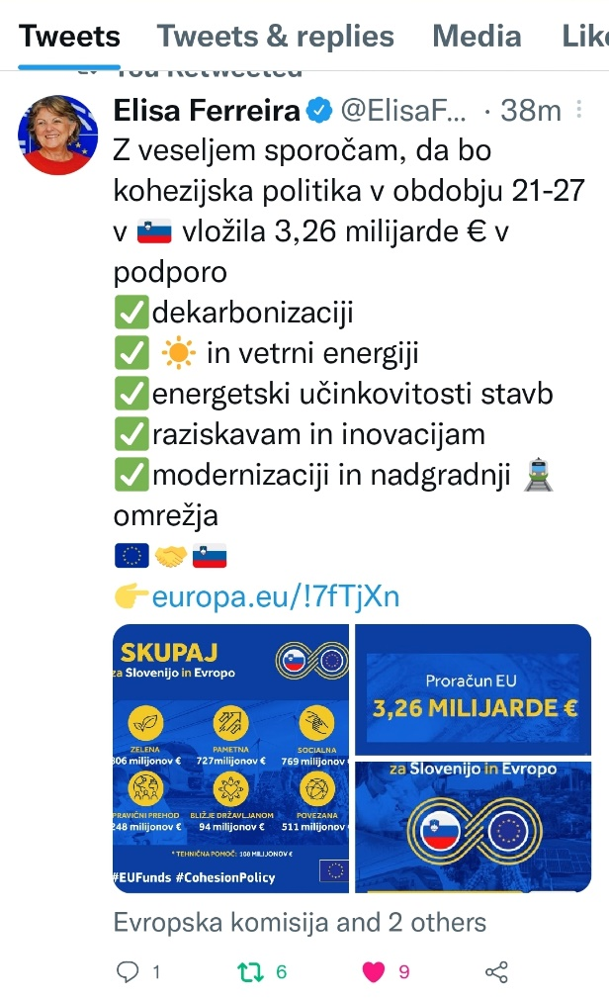 Tweets Tweets & replies Media Like
You Retweeted
Elisa Ferreira @ElisaF... · 38m
Z veseljem sporočam, da bo
kohezijska politika v obdobju 21-27
v 🇸🇮 vložila 3,26 milijarde € v
podporo
✅dekarbonizaciji
✅ ☀️ in vetrni energiji
✅energetski učinkovitosti stavb
✅raziskavam in inovacijam
✅modernizaciji in nadgradnji 🚆
omrežja
🇪🇺🤝🇸🇮
👉europa.eu/!7fTjXn
SKUPAJ
za Slovenijo in Evropo
ZELENA PAMETNA SOCIALNA
806 milijonov € 727milijonov € 769 milijonov
PRAVIČNI PREHOD BLIŽJE DRŽAVLJANOM POVEZANA
248 milijonov € 94 milijonov € 511 milijonov
* TEHNIČNA POMOČ: 108 MILIJONOV €
#EUFunds #CohesionPolicy
Proračun EU
3,26 MILIJARDE €
za Slovenijo in Evropo
Evropska komisija and 2 others
1 6 9